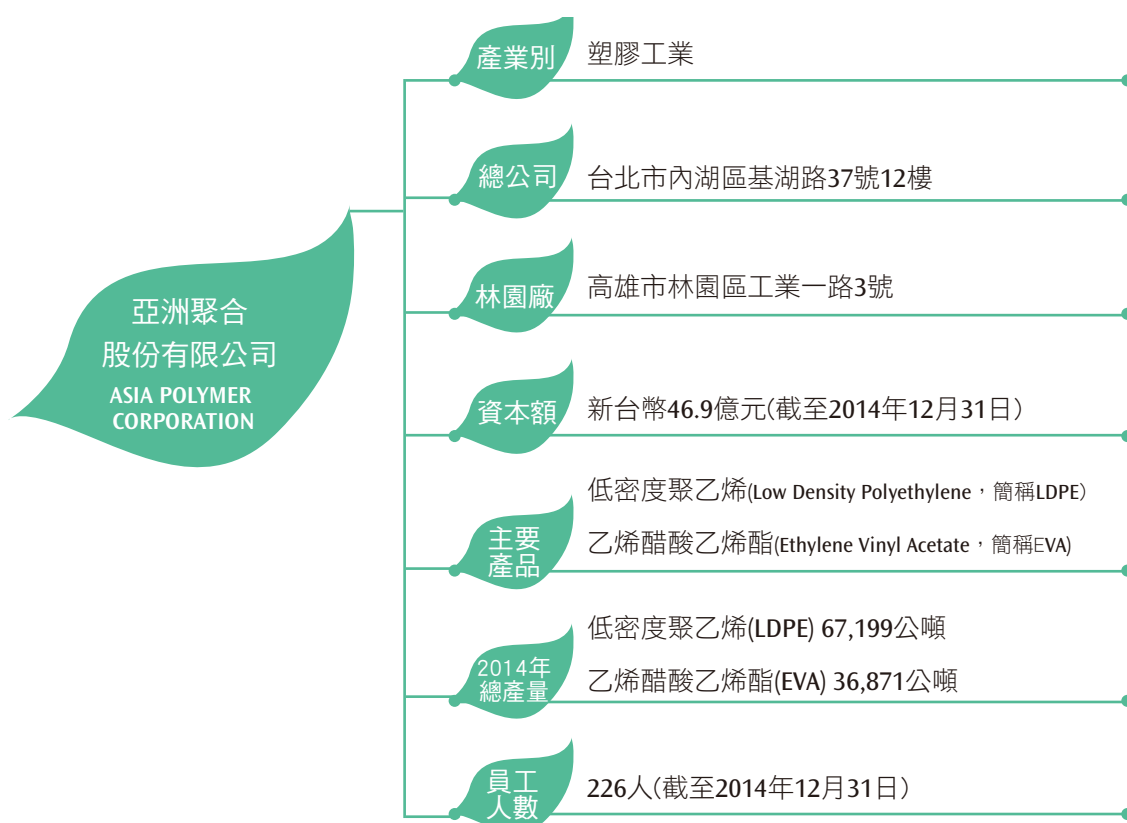 亞洲聚合
股份有限公司
ASIA POLYMER
CORPORATION
產業別
塑膠工業
總公司
台北市內湖區基湖路37號12樓
林園廠
高雄市林園區工業一路3號
資本額
新台幣46.9億元(截至2014年12月31日)
主要
產品
低密度聚乙烯(Low Density Polyethylene，簡稱LDPE)
乙烯醋酸乙烯酯(Ethylene Vinyl Acetate，簡稱EVA)
2014年
總產量
低密度聚乙烯(LDPE) 67,199公噸
乙烯醋酸乙烯酯(EVA) 36,871公噸
員工
人數
226人(截至2014年12月31日)